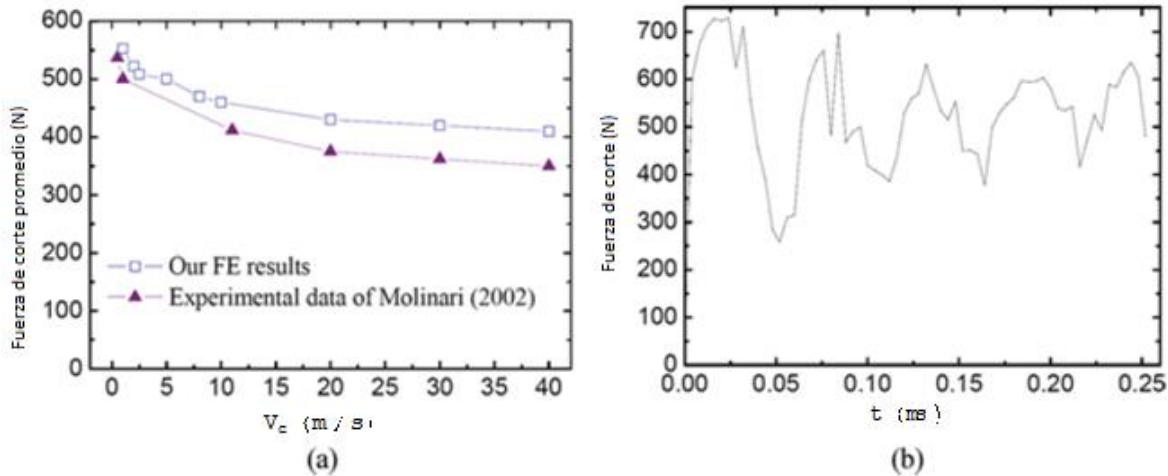 Fuerza de corte promedio (N)
600
500
400
300
200
100
0
Our FE results
Experimental data of Molinari (2002)
0 5 10 15 20 25 30 35 40
Vc (m/s)
(a)
Fuerza de corte (N)
700
600
500
400
300
200
100
0
0.00 0.05 0.10 0.15 0.20 0.25
t (ms)
(b)